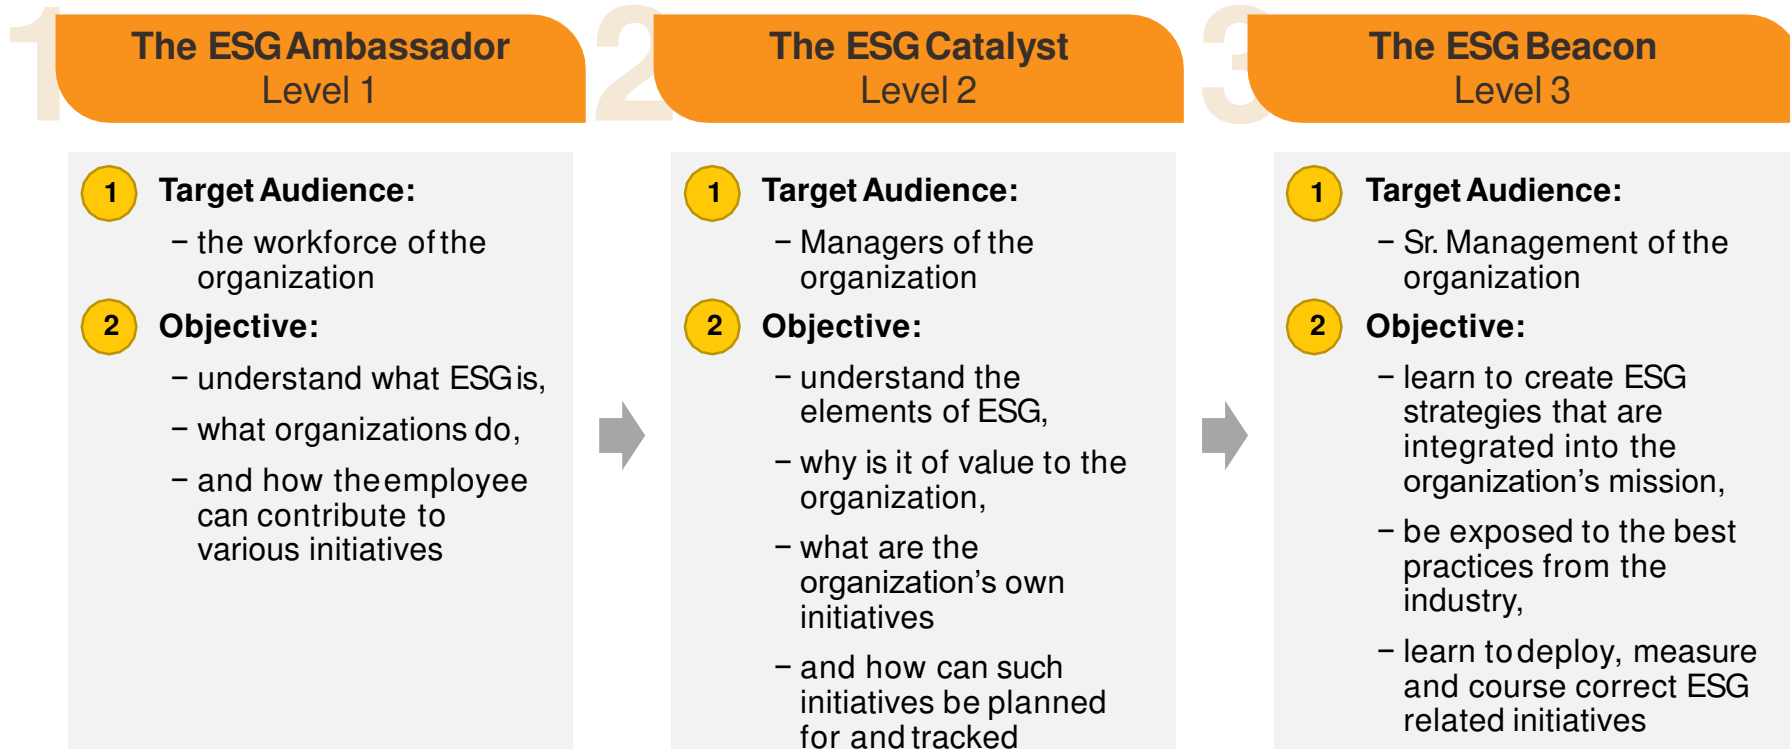 1
The ESG Ambassador
Level 1
1
Target Audience:
– the workforce of the
organization
2
Objective:
– understand what ESG is,
– what organizations do,
– and how the employee
can contribute to
various initiatives
2
The ESG Catalyst
Level 2
1
Target Audience:
– Managers of the
organization
2
Objective:
– understand the
elements of ESG,
– why is it of value to the
organization,
– what are the
organization’s own
initiatives
– and how can such
initiatives be planned
for and tracked
3
The ESG Beacon
Level 3
1
Target Audience:
– Sr. Management of the
organization
2
Objective:
– learn to create ESG
strategies that are
integrated into the
organization’s mission,
– be exposed to the best
practices from the
industry,
– learn to deploy, measure
and course correct ESG
related initiatives